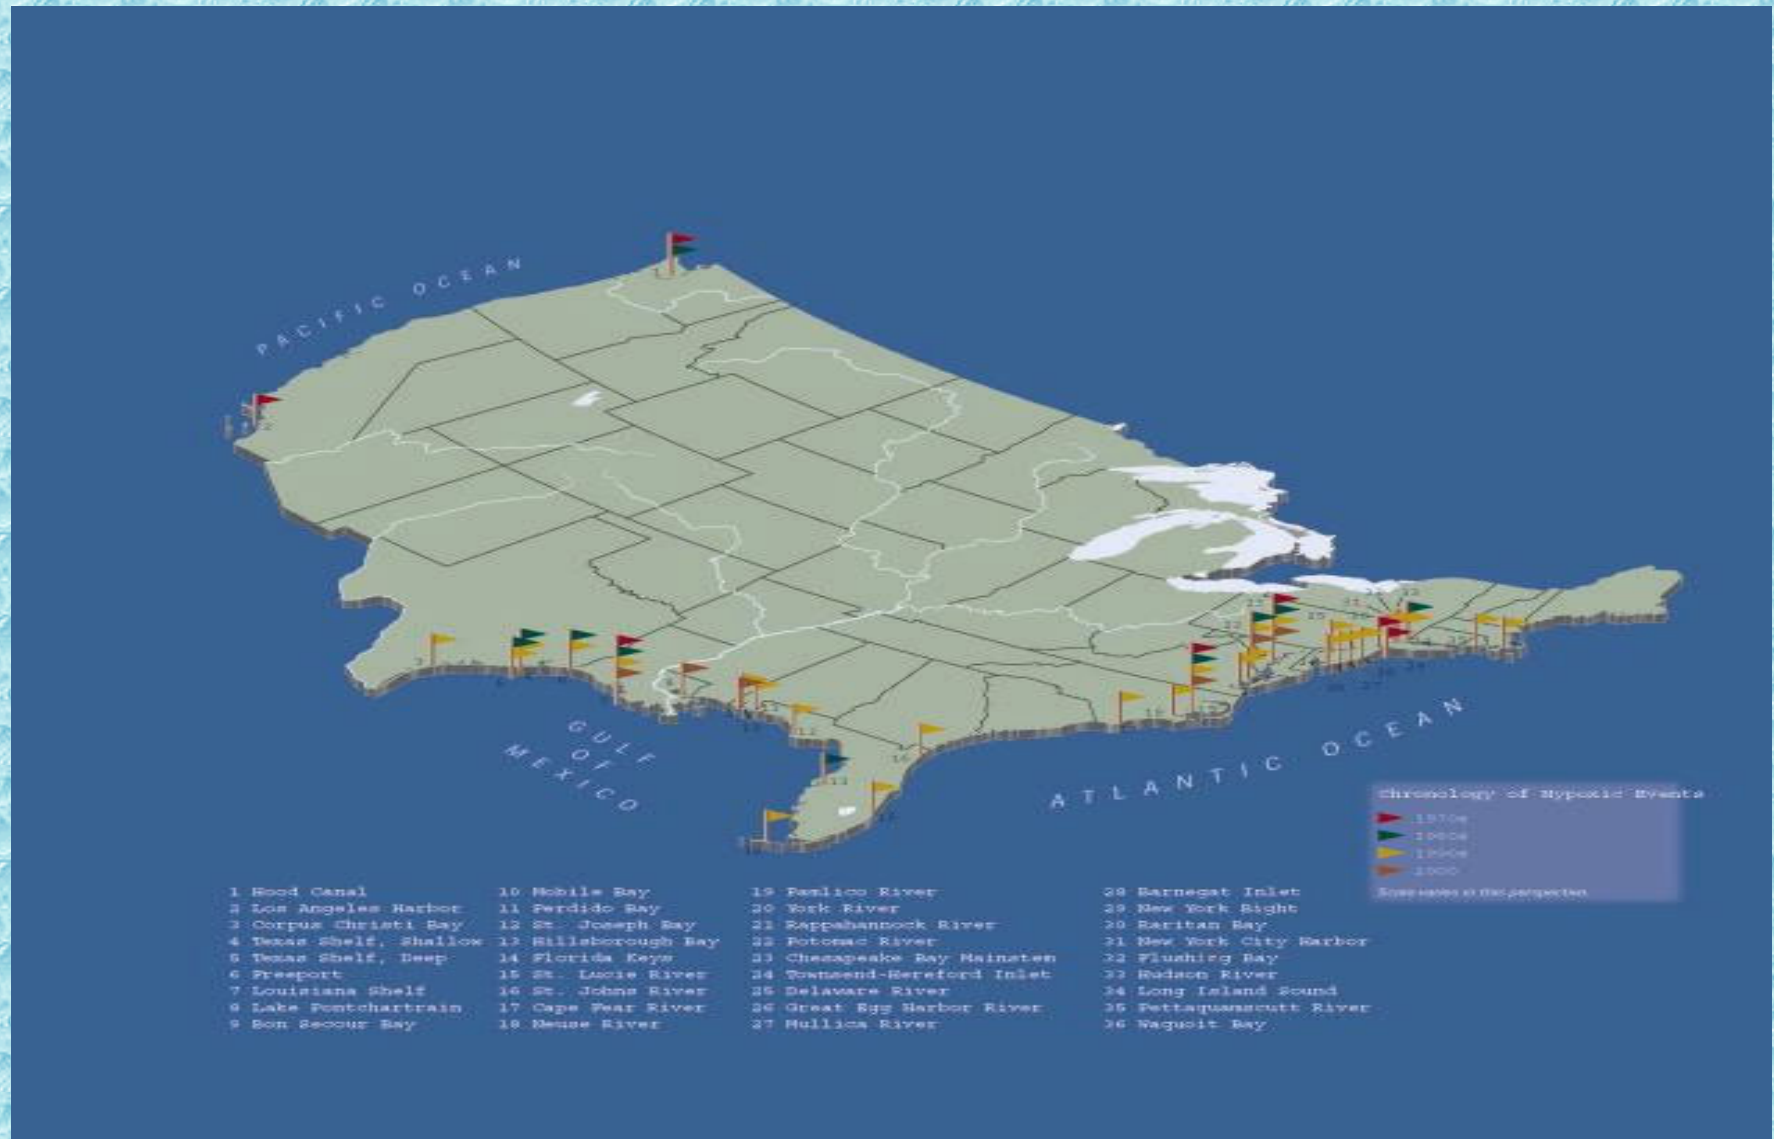 PACIFIC OCEAN
GULF
OF
MEXICO
ATLANTIC OCEAN
Chronology of Hypoxic Events
1970s
1980s
1990s
2000
1 Hood Canal
2 Los Angeles Harbor
3 Corpus Christi Bay
4 Texas Shelf, Shallow
5 Texas Shelf, Deep
6 Freeport
7 Louisiana Shelf
8 Lake Pontchartrain
9 Bon Secour Bay
10 Mobile Bay
11 Perdido Bay
12 St. Joseph Bay
13 Hillsborough Bay
14 Florida Keys
15 St. Lucie River
16 St. Johns River
17 Cape Fear River
18 Neuse River
19 Pamlico River
20 York River
21 Rappahannock River
22 Potomac River
23 Chesapeake Bay Mainstem
24 Townsend-Hereford Inlet
25 Delaware River
26 Great Egg Harbor River
27 Mullica River
28 Barnegat Inlet
29 New York Bight
30 Raritan Bay
31 New York City Harbor
32 Flushing Bay
33 Hudson River
34 Long Island Sound
35 Pettaquamscutt River
36 Waquoit Bay